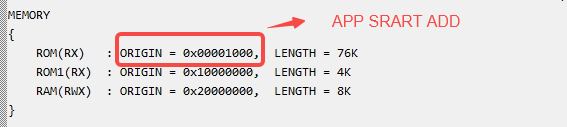 MEMORY
APP SRART ADD
{
ROM(RX) : ORIGIN = 0x00001000, LENGTH = 76K
ROM1(RX) : ORIGIN = 0x10000000, LENGTH = 4K
RAM(RWX) : ORIGIN = 0x20000000, LENGTH = 8K
}